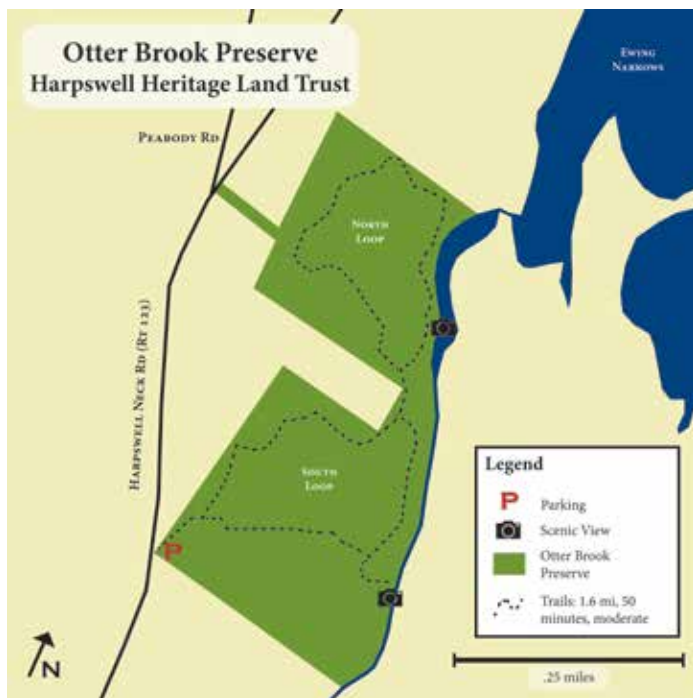 Otter Brook Preserve
Harpswell Heritage Land Trust
Ewing
Narrows
Peabody Rd
North
Loop
Harpswell Neck Rd (Rt 123)
South
Loop
P
Legend
P Parking
Scenic View
Otter Brook
Preserve
Trails: 1.6 mi, 50
minutes, moderate
N
.25 miles